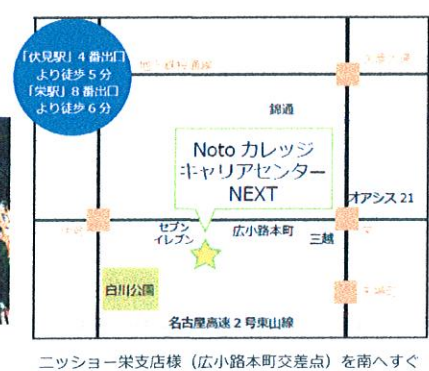 「伏見駅」4番出口
より徒歩5分
「栄駅」8番出口
より徒歩6分
錦通
Noto カレッジ
キャリアセンター
NEXT
オアシス21
セブン
イレブン
広小路本町
三越
栄
白川公園
名古屋高速2号東山線
ニッショー栄支店様（広小路本町交差点）を南へすぐ